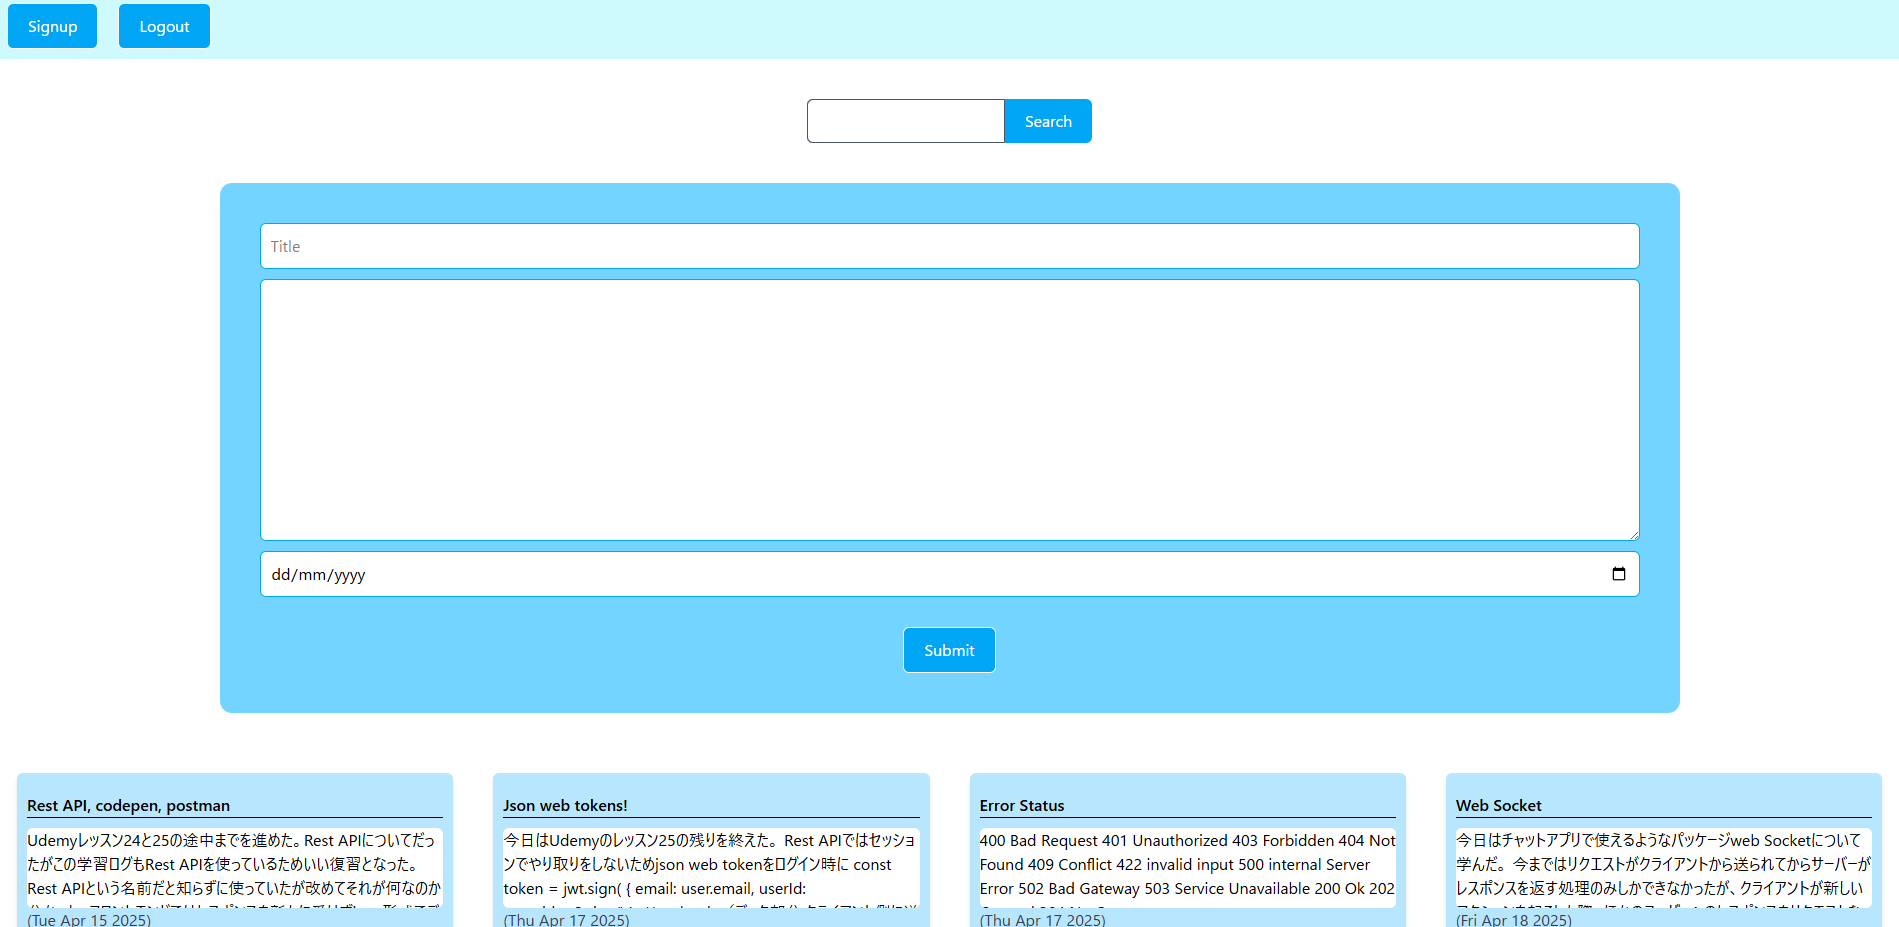 Signup Logout
Search
Title
dd/mm/yyyy
Submit
Rest API, codepen, postman
Udemyレッスン24と25の途中までを進めた。Rest APIについてだっ
たがこの学習ログもRest APIを使っているためいい復習となった。
Rest APIという名前だと知らずに使っていたが改めてそれが何なのか
(Tue Apr 15 2025)
Json web tokens!
今日はUdemyのレッスン25の残りを終えた。 Rest APIではセッショ
ンでやり取りをしないためjson web tokenをログイン時に const
token = jwt.sign( { email: user.email, userId:
(Thu Apr 17 2025)
Error Status
400 Bad Request 401 Unauthorized 403 Forbidden 404 Not
Found 409 Conflict 422 invalid input 500 internal Server
Error 502 Bad Gateway 503 Service Unavailable 200 Ok 202
(Thu Apr 17 2025)
Web Socket
今日はチャットアプリで使えるようなパッケージweb Socketについて
学んだ。 今まではリクエストがクライアントから送られてからサーバーが
レスポンスを返す処理のみしかできなかったが、クライアントが新しい
(Fri Apr 18 2025)